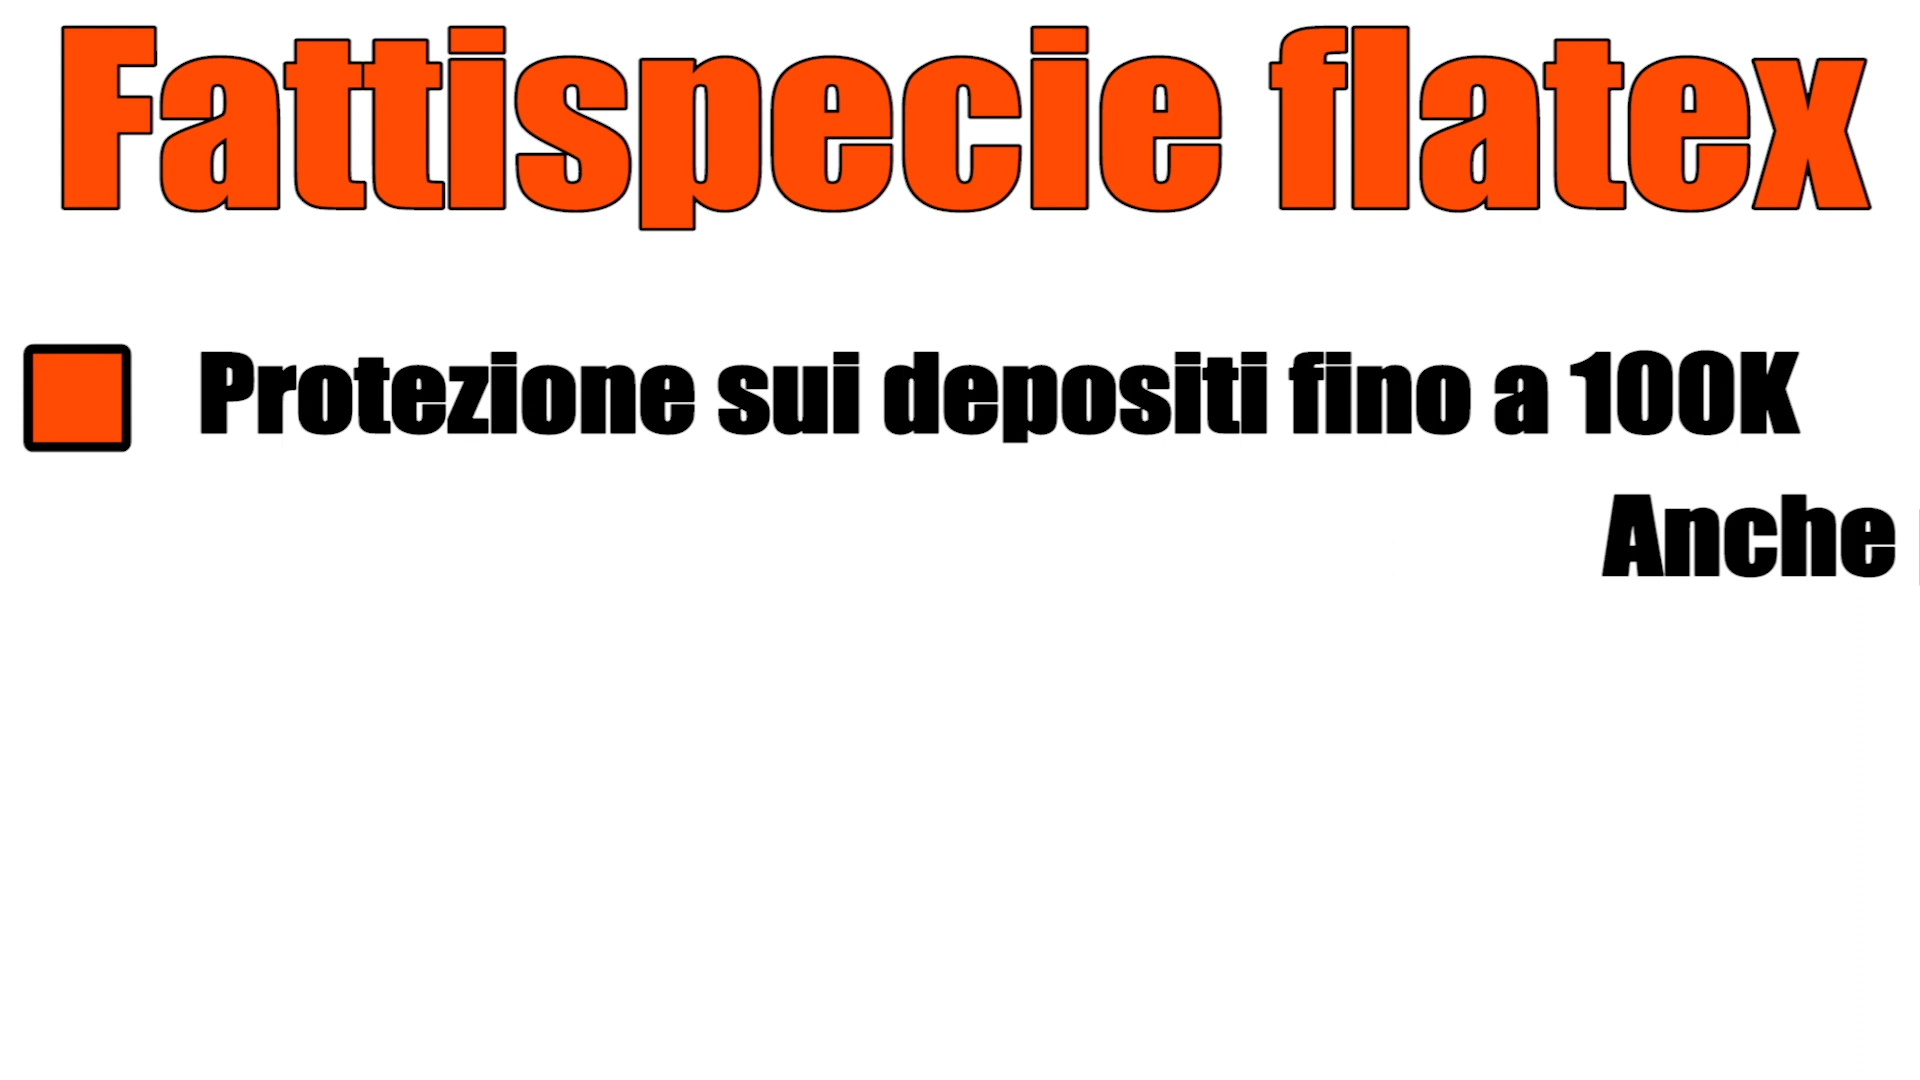 Fattispecie flatex
Protezione sui depositi fino a 100K
Anche